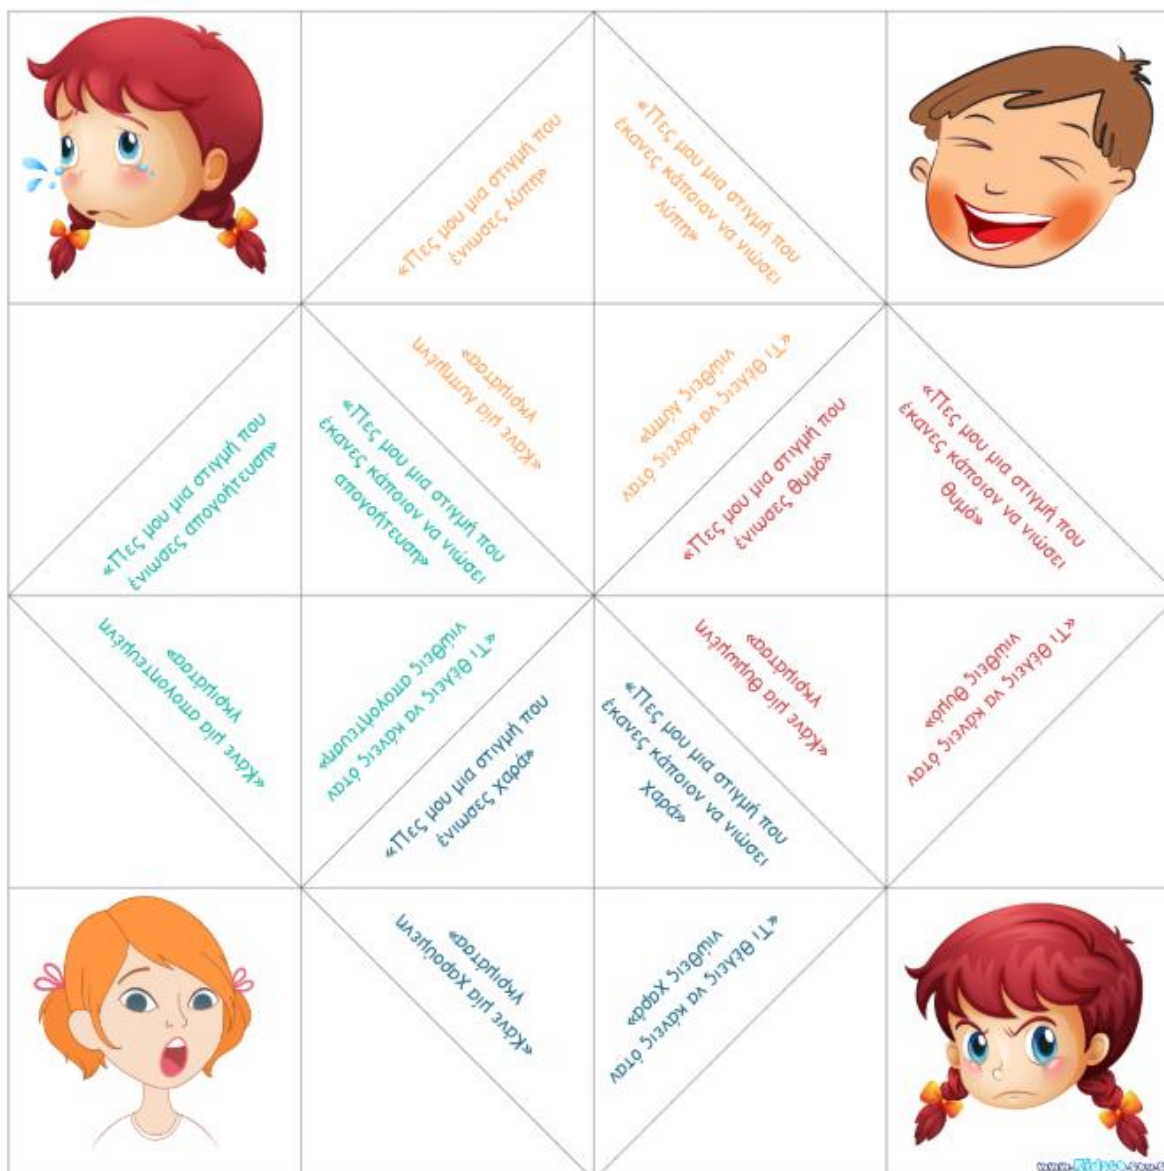 «Πες μου μια στιγμή που
ένιωσες λύπη»
«Πες μου μια στιγμή που
έκανες κάποιον να νιώσει
λύπη»
«Κάνε μία λυπημένη
γκριμάτσα»
«Τι θέλεις να κάνεις όταν
νιώθεις λύπη»
«Πες μου μια στιγμή που
ένιωσες απογοήτευση»
«Πες μου μια στιγμή που
έκανες κάποιον να νιώσει
απογοήτευση»
«Πες μου μια στιγμή που
ένιωσες θυμό»
«Πες μου μια στιγμή που
έκανες κάποιον να νιώσει
θυμό»
«Κάνε μία απογοητευμένη
γκριμάτσα»
«Τι θέλεις να κάνεις όταν
νιώθεις απογοήτευση»
«Πες μου μια στιγμή που
ένιωσες χαρά»
«Πες μου μια στιγμή που
έκανες κάποιον να νιώσει
χαρά»
«Κάνε μία θυμωμένη
γκριμάτσα»
«Τι θέλεις να κάνεις όταν
νιώθεις θυμό»
«Κάνε μία χαρούμενη
γκριμάτσα»
«Τι θέλεις να κάνεις όταν
νιώθεις χαρά»